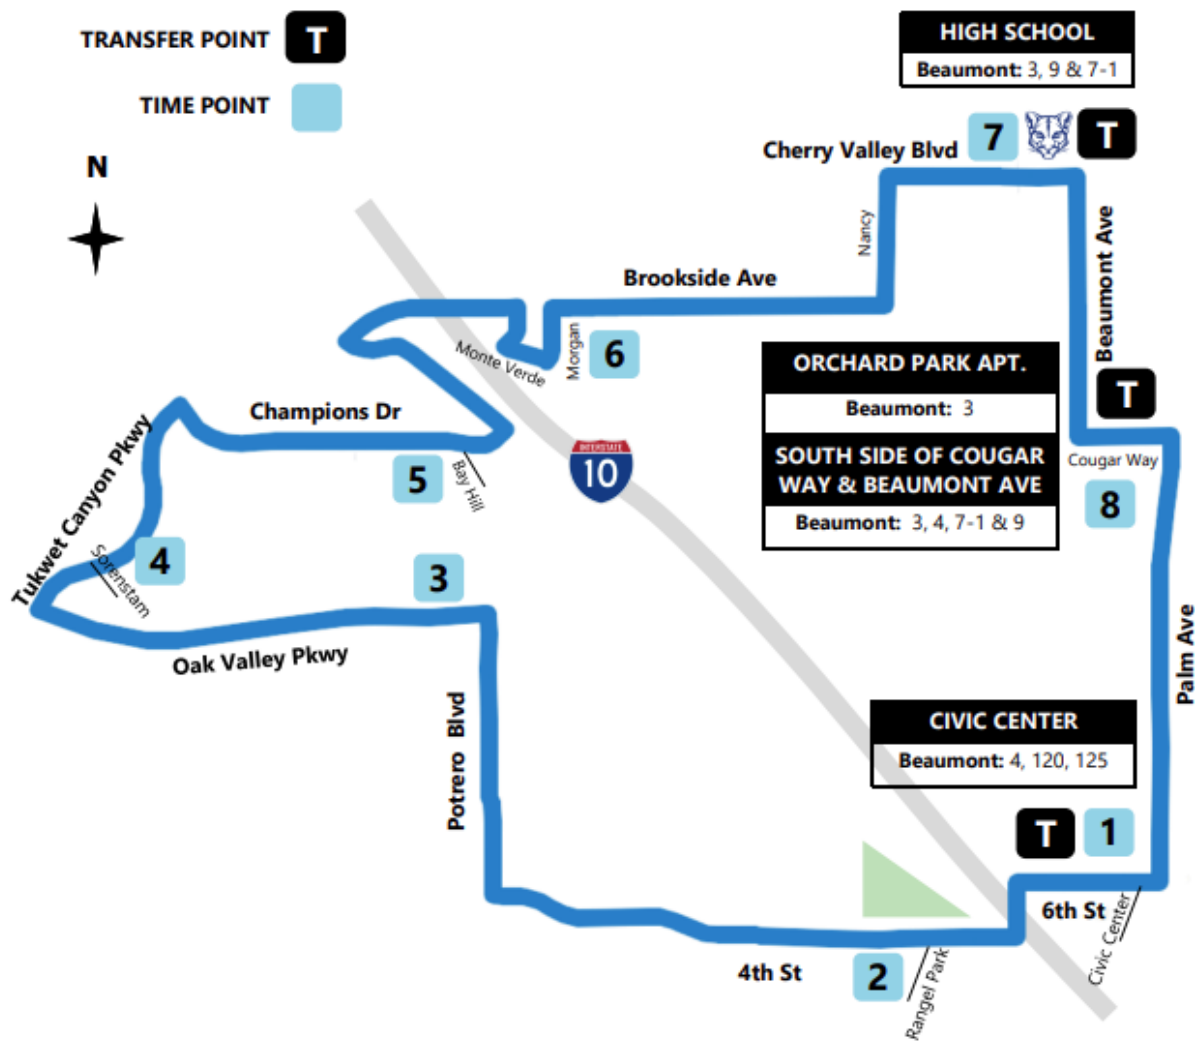 TRANSFER POINT T
TIME POINT
N
HIGH SCHOOL
Beaumont: 3, 9 & 7-1
Cherry Valley Blvd 7 T
Nancy
Beaumont Ave
Brookside Ave
Monte Verde
Morgan
6
ORCHARD PARK APT.
Beaumont: 3
SOUTH SIDE OF COUGAR
WAY & BEAUMONT AVE
Beaumont: 3, 4, 7-1 & 9
T
Cougar Way
8
Champions Dr
INTERSTATE
10
5
Bay Hill
Tukwet Canyon Pkwy
Sorenstam
4
3
Oak Valley Pkwy
Potrero Blvd
Palm Ave
CIVIC CENTER
Beaumont: 4, 120, 125
T 1
6th St
Civic Center
4th St
2
Rangel Park